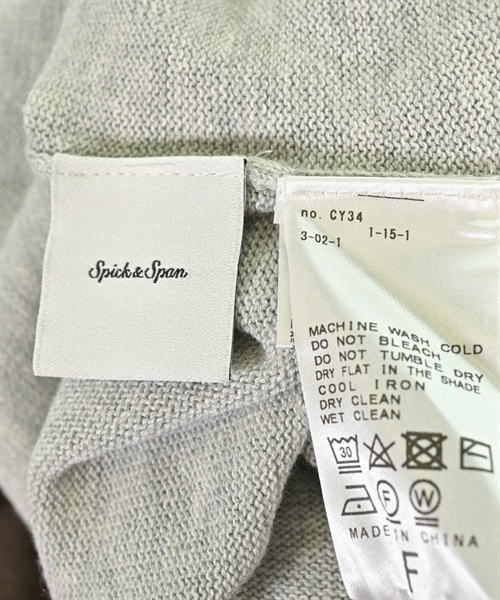 Spick&Span
no. CY34
3-02-1 1-15-1
MACHINE WASH COLD
DO NOT BLEACH
DO NOT TUMBLE DRY
DRY FLAT IN THE SHADE
COOL IRON
DRY CLEAN
WET CLEAN
30
F W
MADE IN CHINA
F